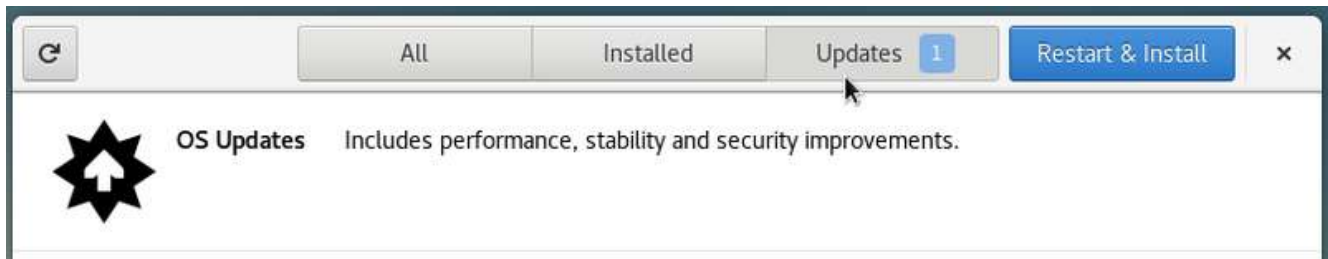 All Installed Updates 1 Restart & Install
OS Updates Includes performance, stability and security improvements.